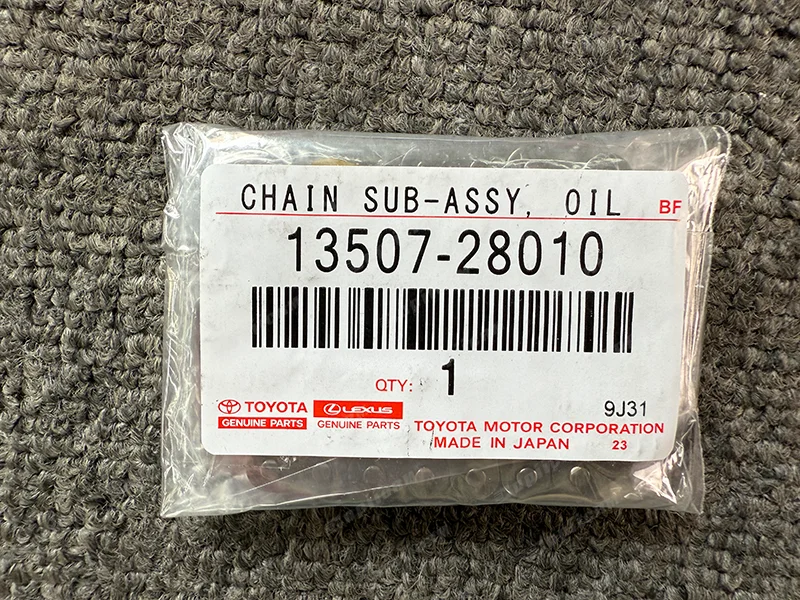 CHAIN SUB-ASSY, OIL BF
13507-28010
QTY: 1
9J31
TOYOTA LEXUS
GENUINE PARTS GENUINE PARTS TOYOTA MOTOR CORPORATION
MADE IN JAPAN 23